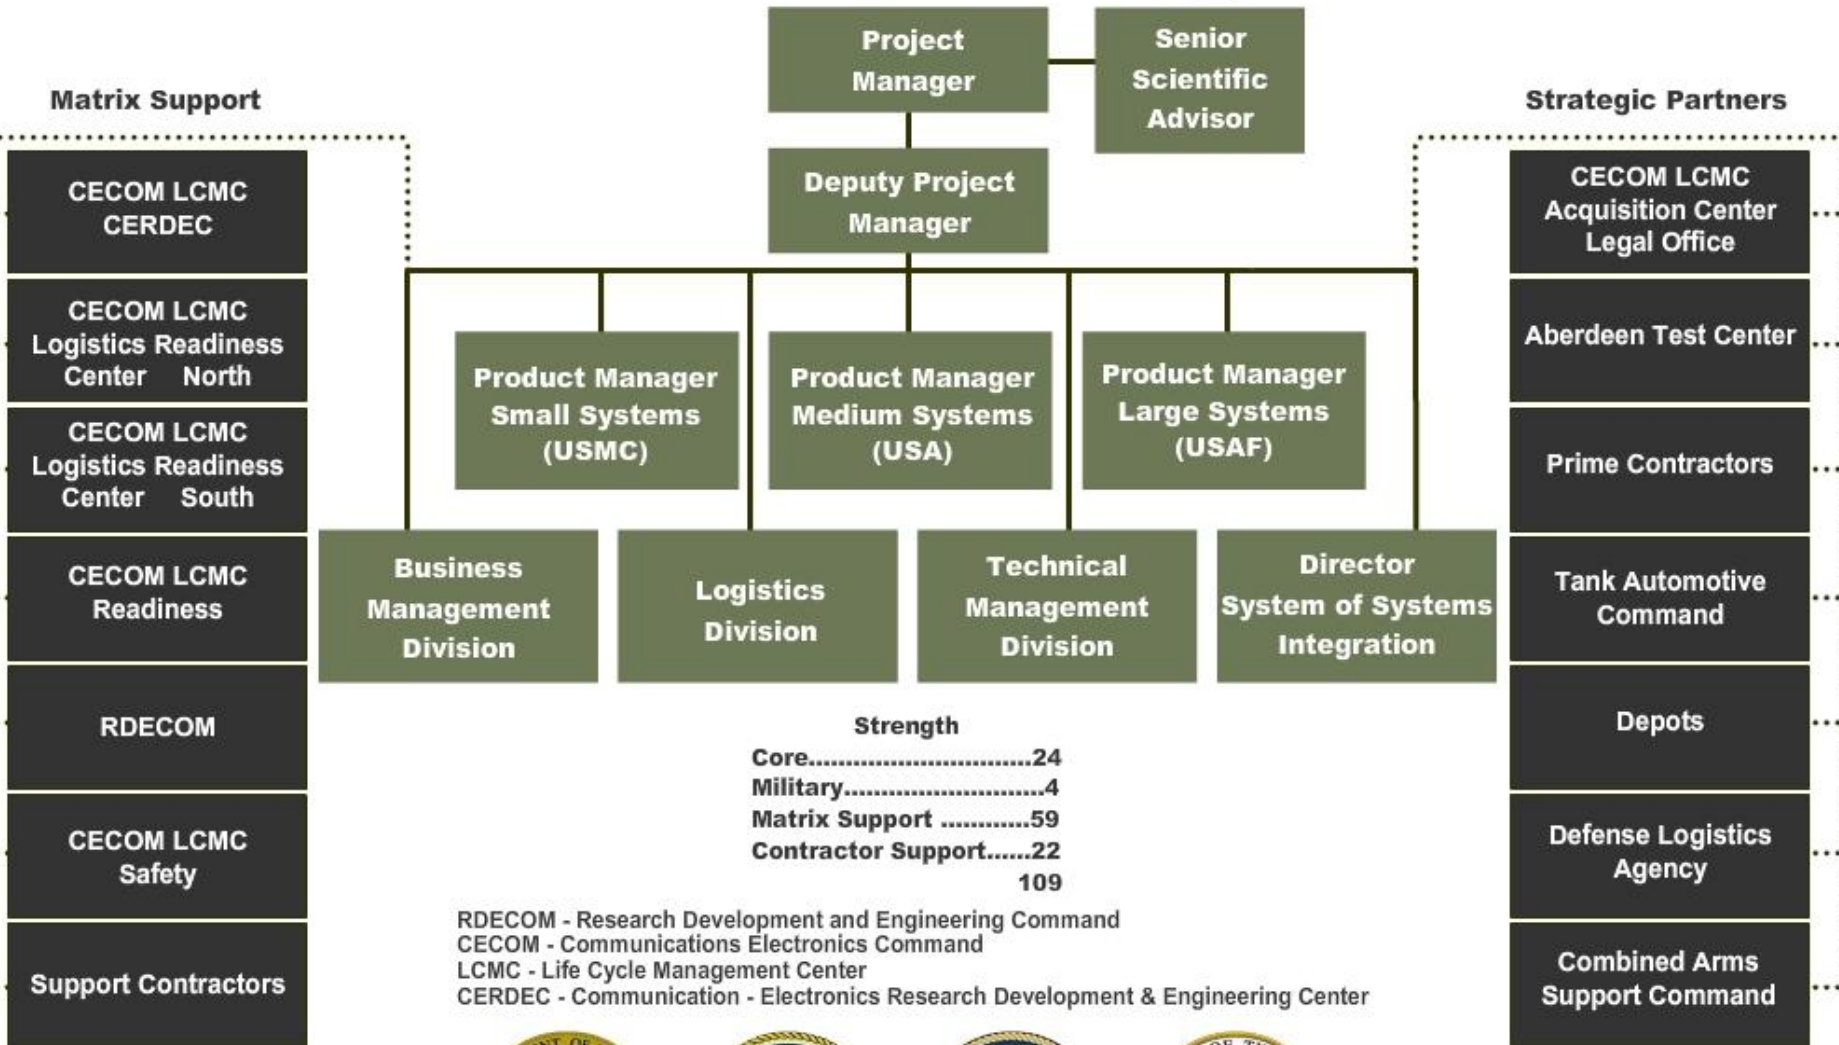 Project
Manager
Senior
Scientific
Advisor
Deputy Project
Manager
Matrix Support
CECOM LCMC
CERDEC
CECOM LCMC
Logistics Readiness
Center North
CECOM LCMC
Logistics Readiness
Center South
CECOM LCMC
Readiness
RDECOM
CECOM LCMC
Safety
Support Contractors
Product Manager
Small Systems
(USMC)
Product Manager
Medium Systems
(USA)
Product Manager
Large Systems
(USAF)
Business
Management
Division
Logistics
Division
Technical
Management
Division
Director
System of Systems
Integration
Strategic Partners
CECOM LCMC
Acquisition Center
Legal Office
Aberdeen Test Center
Prime Contractors
Tank Automotive
Command
Depots
Defense Logistics
Agency
Combined Arms
Support Command
Strength
Core..............................24
Military...........................4
Matrix Support ............59
Contractor Support......22
109
RDECOM - Research Development and Engineering Command
CECOM - Communications Electronics Command
LCMC - Life Cycle Management Center
CERDEC - Communication - Electronics Research Development & Engineering Center